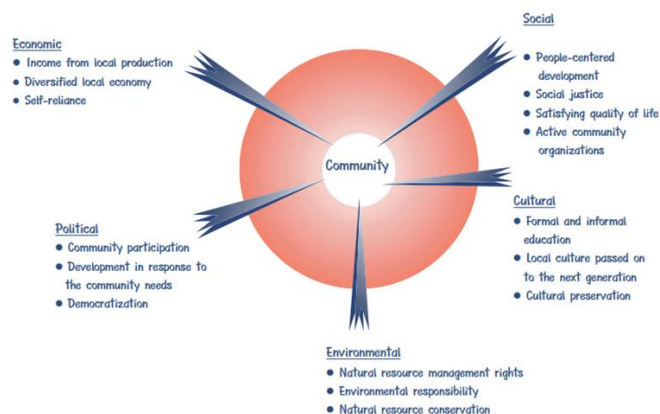 Economic
● Income from local production
● Diversified local economy
● Self-reliance
Social
● People-centered
development
● Social justice
● Satisfying quality of life
● Active community
organizations
Community
Cultural
● Formal and informal
education
● Local culture passed on
to the next generation
● Cultural preservation
Political
● Community participation
● Development in response to
the community needs
● Democratization
Environmental
● Natural resource management rights
● Environmental responsibility
● Natural resource conservation